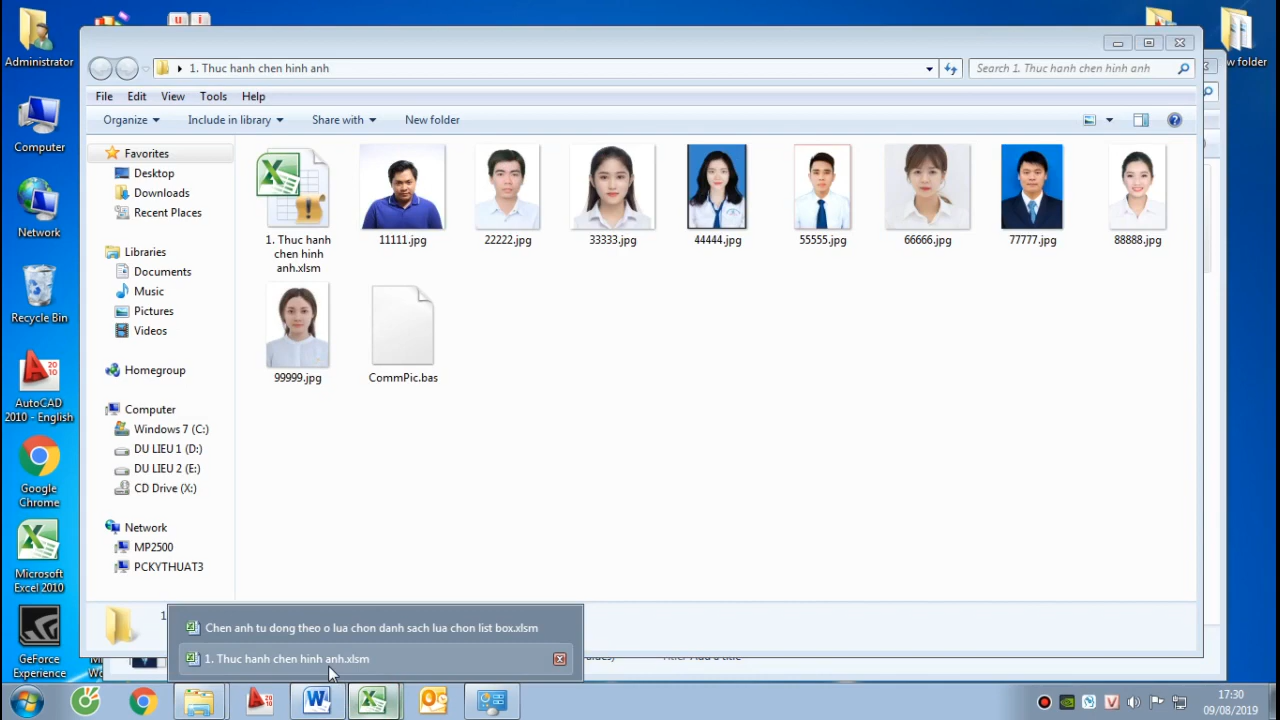 Administrator
Computer
Network
Recycle Bin
AutoCAD
2010 - English
Google
Chrome
Microsoft
Excel 2010
GeForce
Experience
u i
w folder
1. Thuc hanh chen hinh anh
Search 1. Thuc hanh chen hinh anh
File Edit View Tools Help
Organize Include in library Share with New folder
Favorites
Desktop
Downloads
Recent Places
Libraries
Documents
Music
Pictures
Videos
Homegroup
Computer
Windows 7 (C:)
DU LIEU 1 (D:)
DU LIEU 2 (E:)
CD Drive (X:)
Network
MP2500
PCKYTHUAT3
1. Thuc hanh
chen hinh
anh.xlsm
11111.jpg
22222.jpg
33333.jpg
44444.jpg
55555.jpg
66666.jpg
77777.jpg
88888.jpg
99999.jpg
CommPic.bas
Chen anh tu dong theo o lua chon danh sach lua chon list box.xlsm
1. Thuc hanh chen hinh anh.xlsm
17:30
09/08/2019